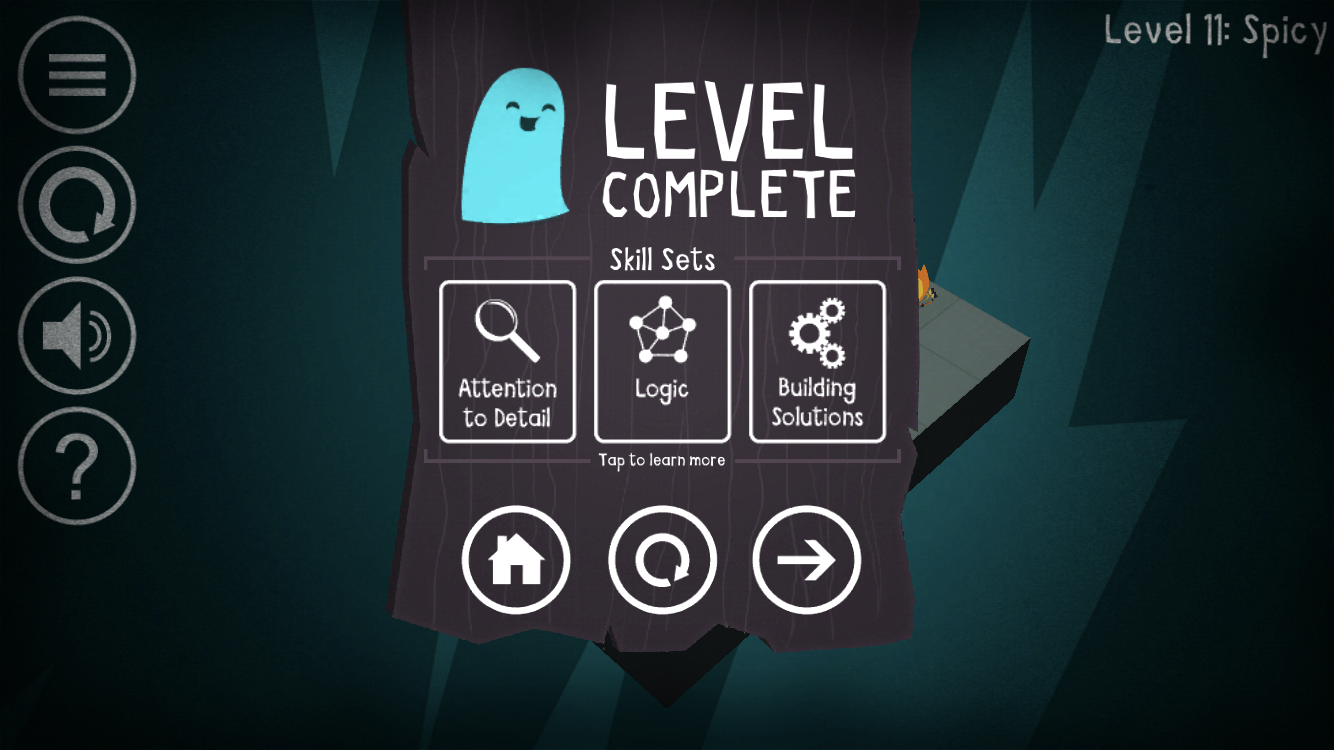 Level 11: Spicy
LEVEL
COMPLETE
Skill Sets
Attention
to Detail
Logic
Building
Solutions
Tap to learn more
?